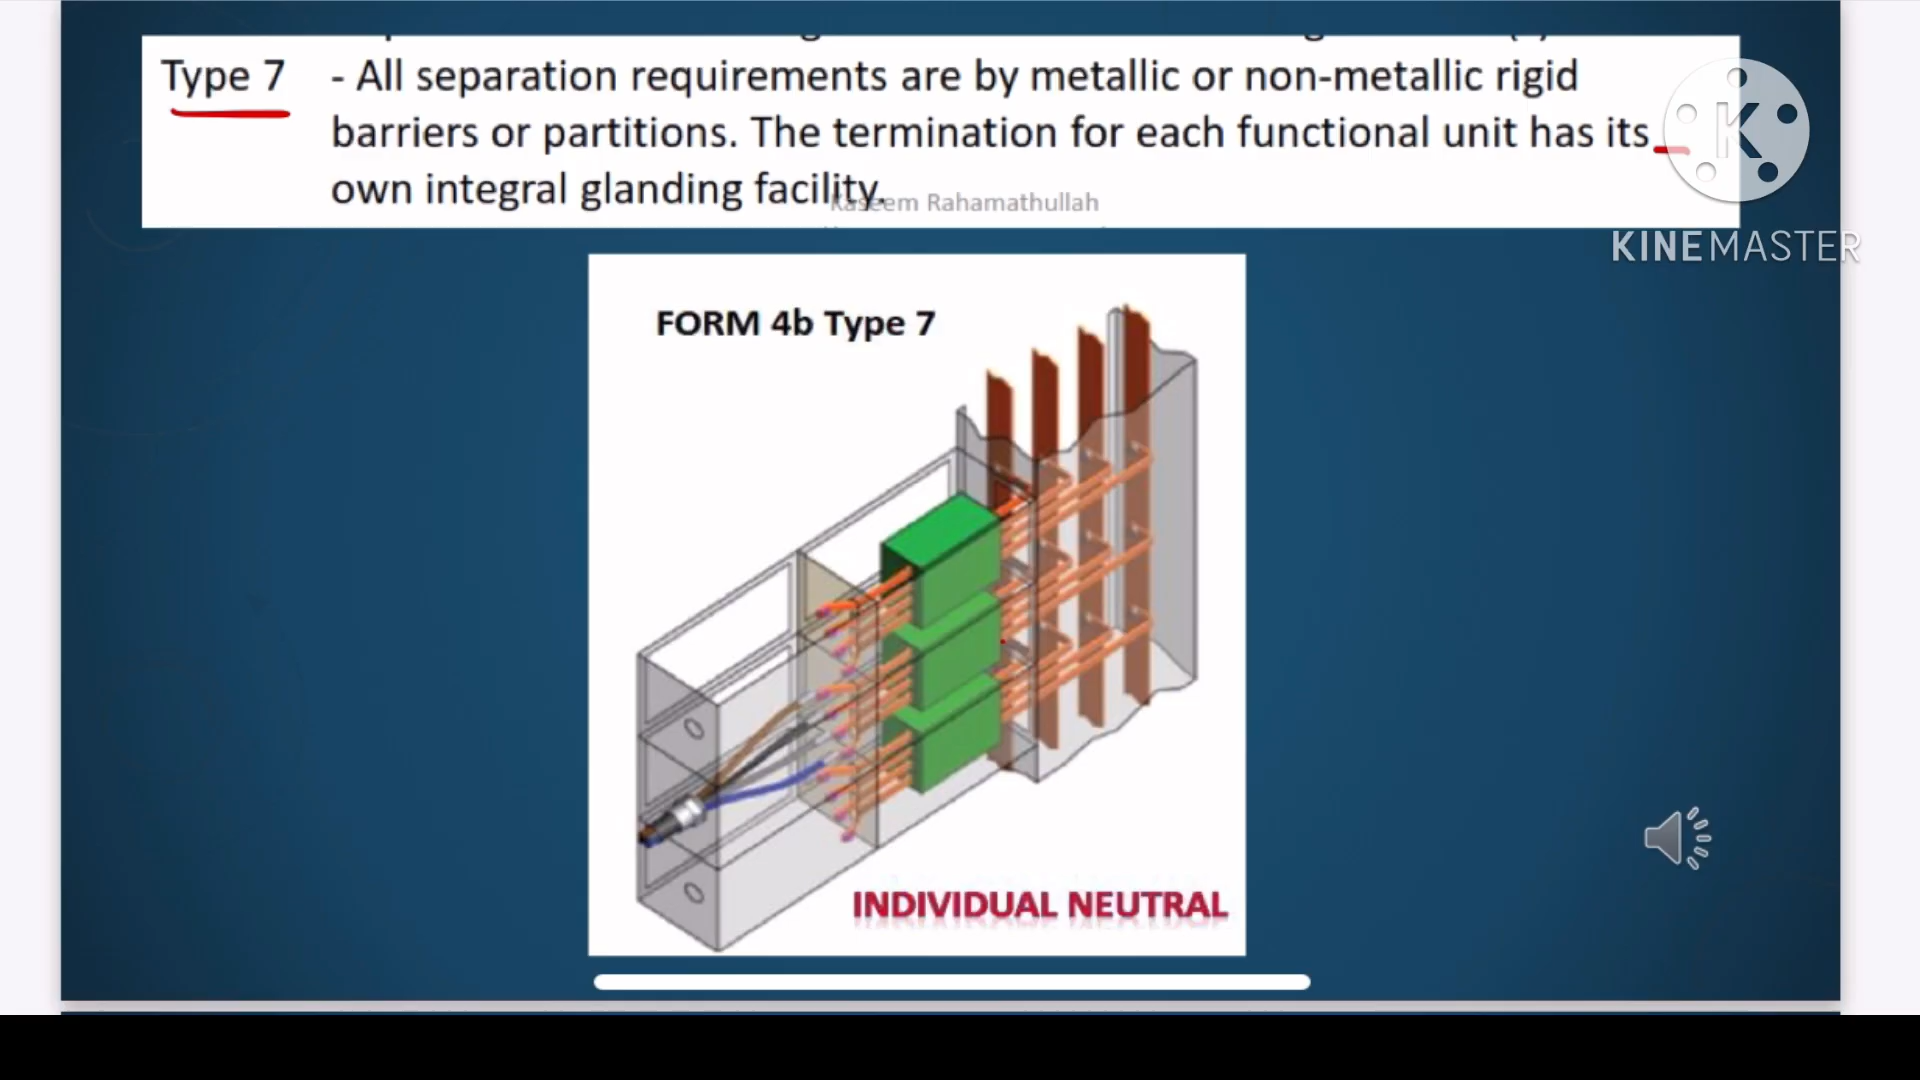 Type 7 - All separation requirements are by metallic or non-metallic rigid
barriers or partitions. The termination for each functional unit has its
own integral glanding facility.
Kaseem Rahamathullah
K
KINEMASTER
FORM 4b Type 7
INDIVIDUAL NEUTRAL